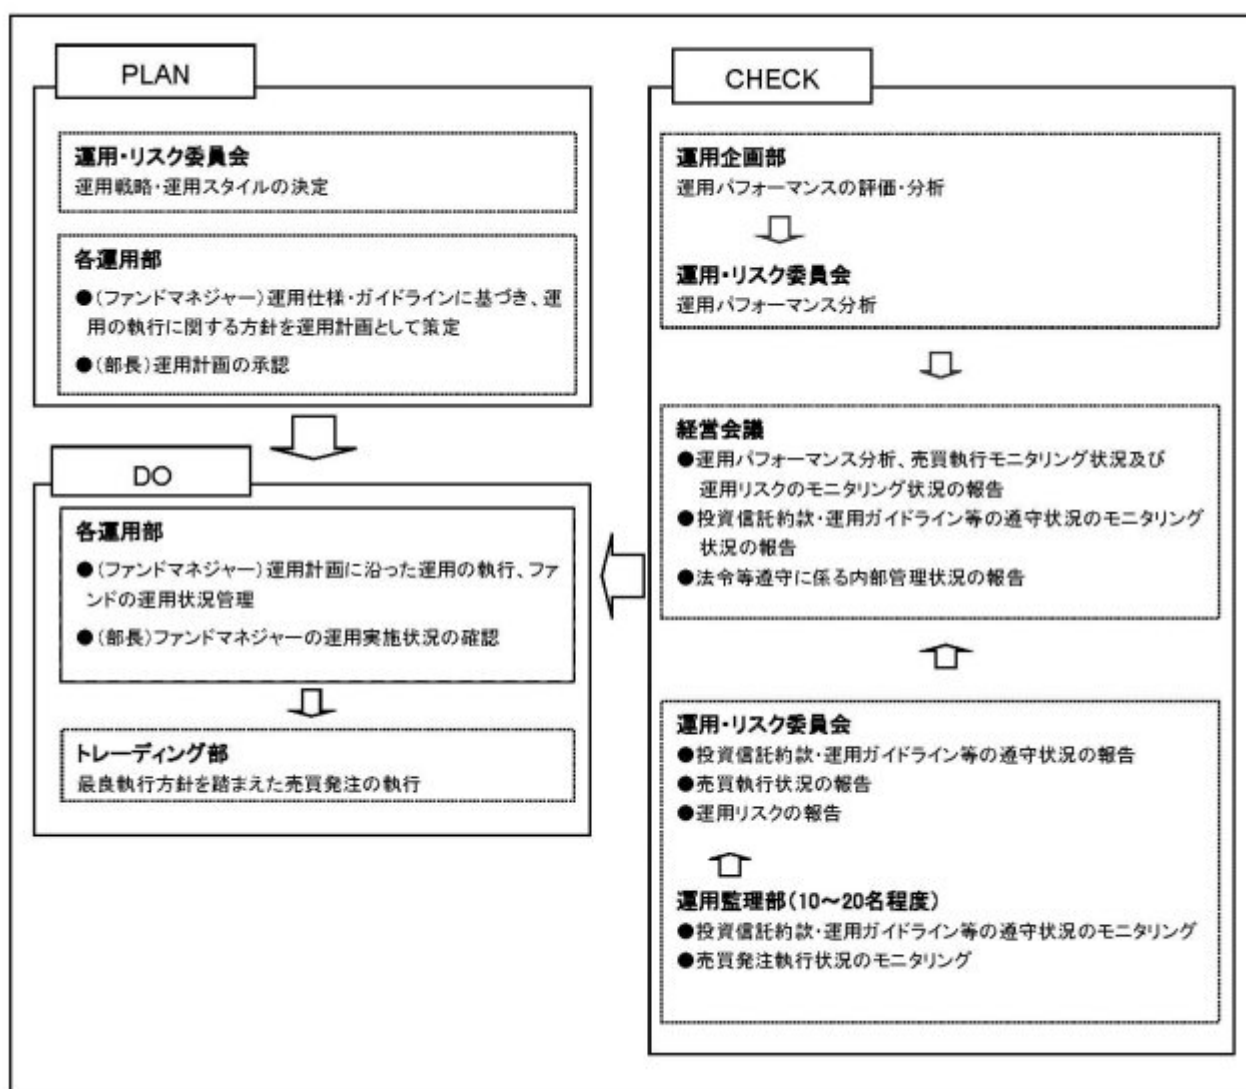 PLAN
運用・リスク委員会
運用戦略・運用スタイルの決定
各運用部
●(ファンドマネジャー)運用仕様・ガイドラインに基づき、運
用の執行に関する方針を運用計画として策定
●(部長)運用計画の承認
DO
各運用部
●(ファンドマネジャー)運用計画に沿った運用の執行、ファ
ンドの運用状況管理
●(部長)ファンドマネジャーの運用実施状況の確認
トレーディング部
最良執行方針を踏まえた売買発注の執行
CHECK
運用企画部
運用パフォーマンスの評価・分析
運用・リスク委員会
運用パフォーマンス分析
経営会議
●運用パフォーマンス分析、売買執行モニタリング状況及び
運用リスクのモニタリング状況の報告
●投資信託約款・運用ガイドライン等の遵守状況のモニタリング
状況の報告
●法令等遵守に係る内部管理状況の報告
運用・リスク委員会
●投資信託約款・運用ガイドライン等の遵守状況の報告
●売買執行状況の報告
●運用リスクの報告
運用監理部(10~20名程度)
●投資信託約款・運用ガイドライン等の遵守状況のモニタリング
●売買発注執行状況のモニタリング